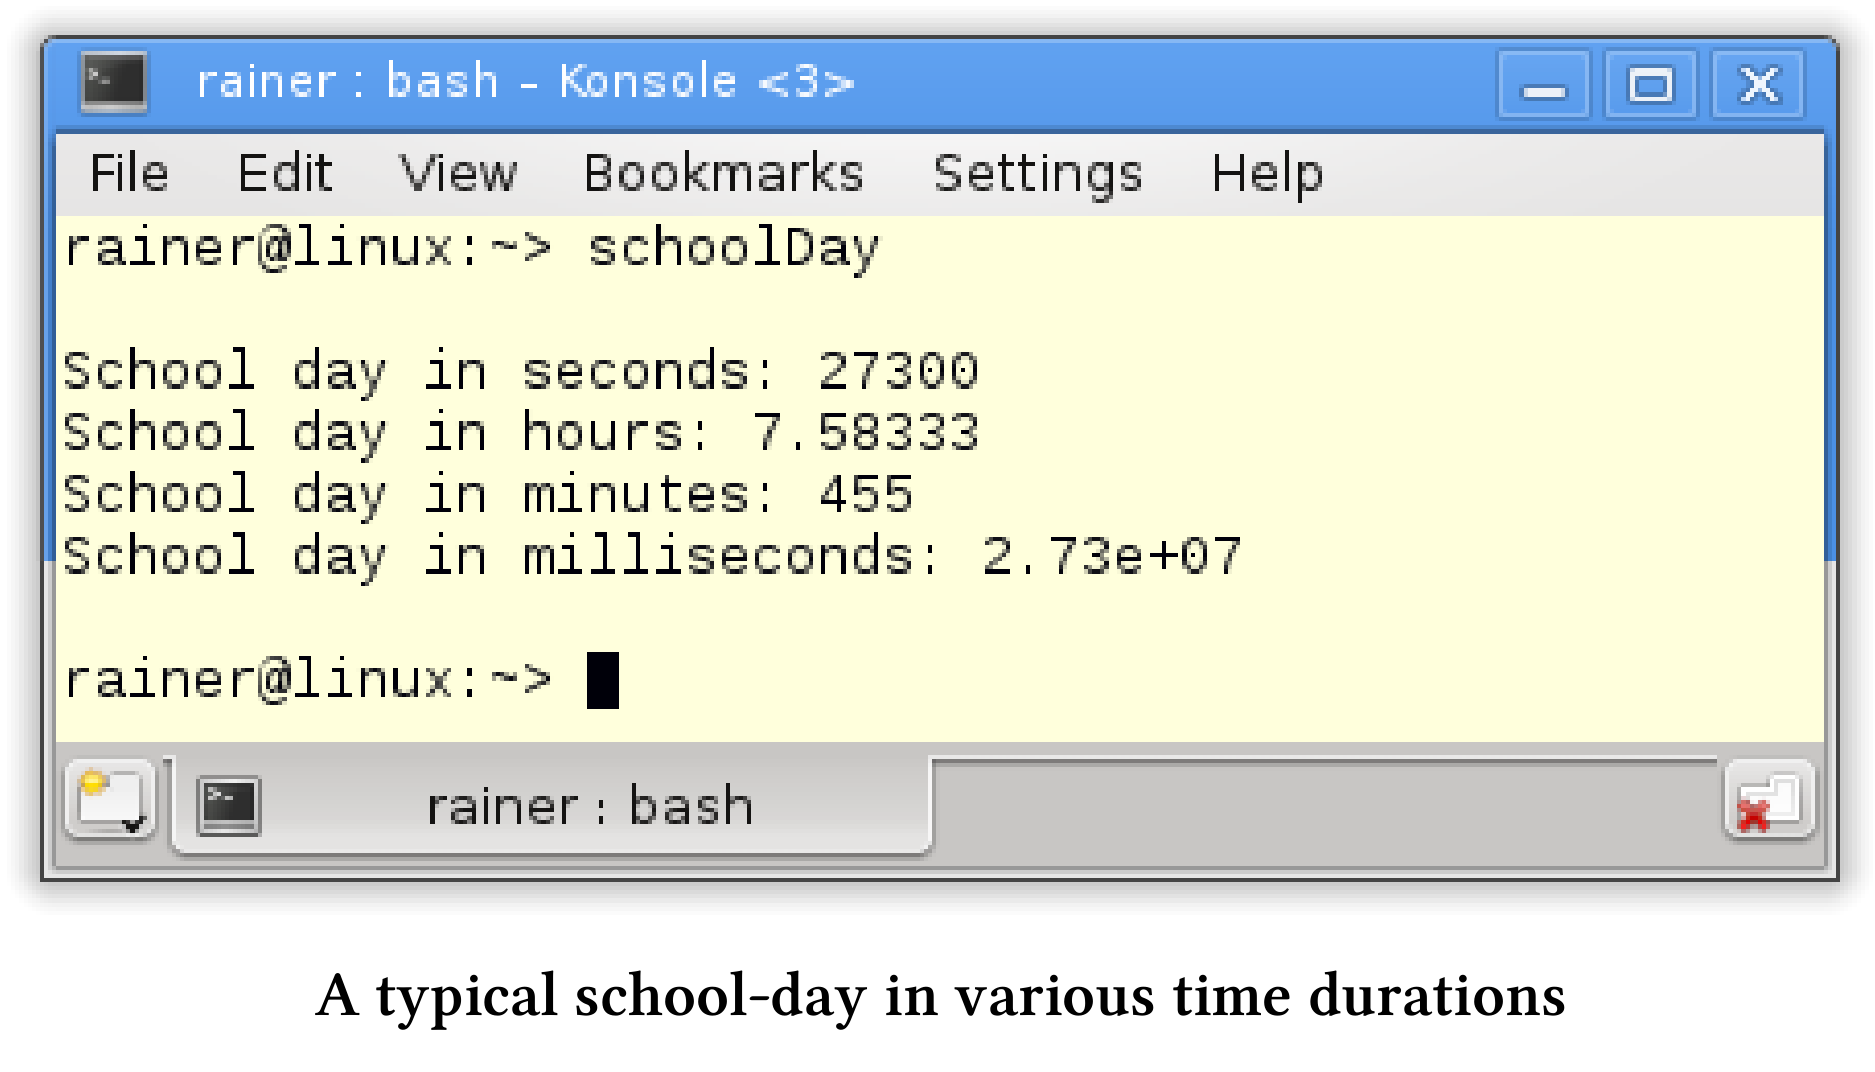 rainer : bash – Konsole <3>
File Edit View Bookmarks Settings Help
rainer@linux:~> schoolDay
School day in seconds: 27300
School day in hours: 7.58333
School day in minutes: 455
School day in milliseconds: 2.73e+07
rainer@linux:~>
rainer : bash
A typical school-day in various time durations